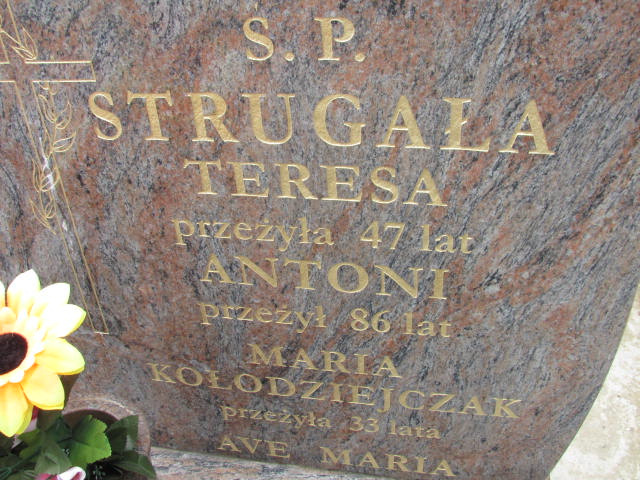 S. P.
STRUGAŁA
TERESA
przeżyła 47 lat
ANTONI
przeżył 86 lat
MARIA
KOŁODZIEJCZAK
przeżyła 33 lata
AVE MARIA